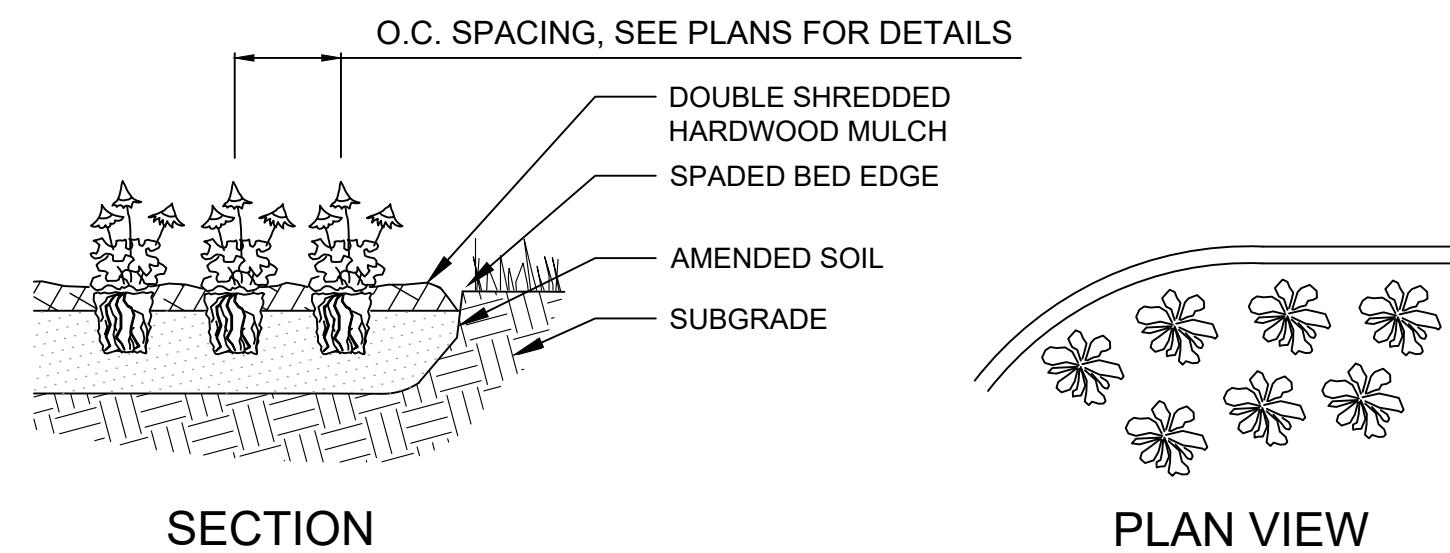 O.C. SPACING, SEE PLANS FOR DETAILS
DOUBLE SHREDDED
HARDWOOD MULCH
SPADED BED EDGE
AMENDED SOIL
SUBGRADE
SECTION
PLAN VIEW